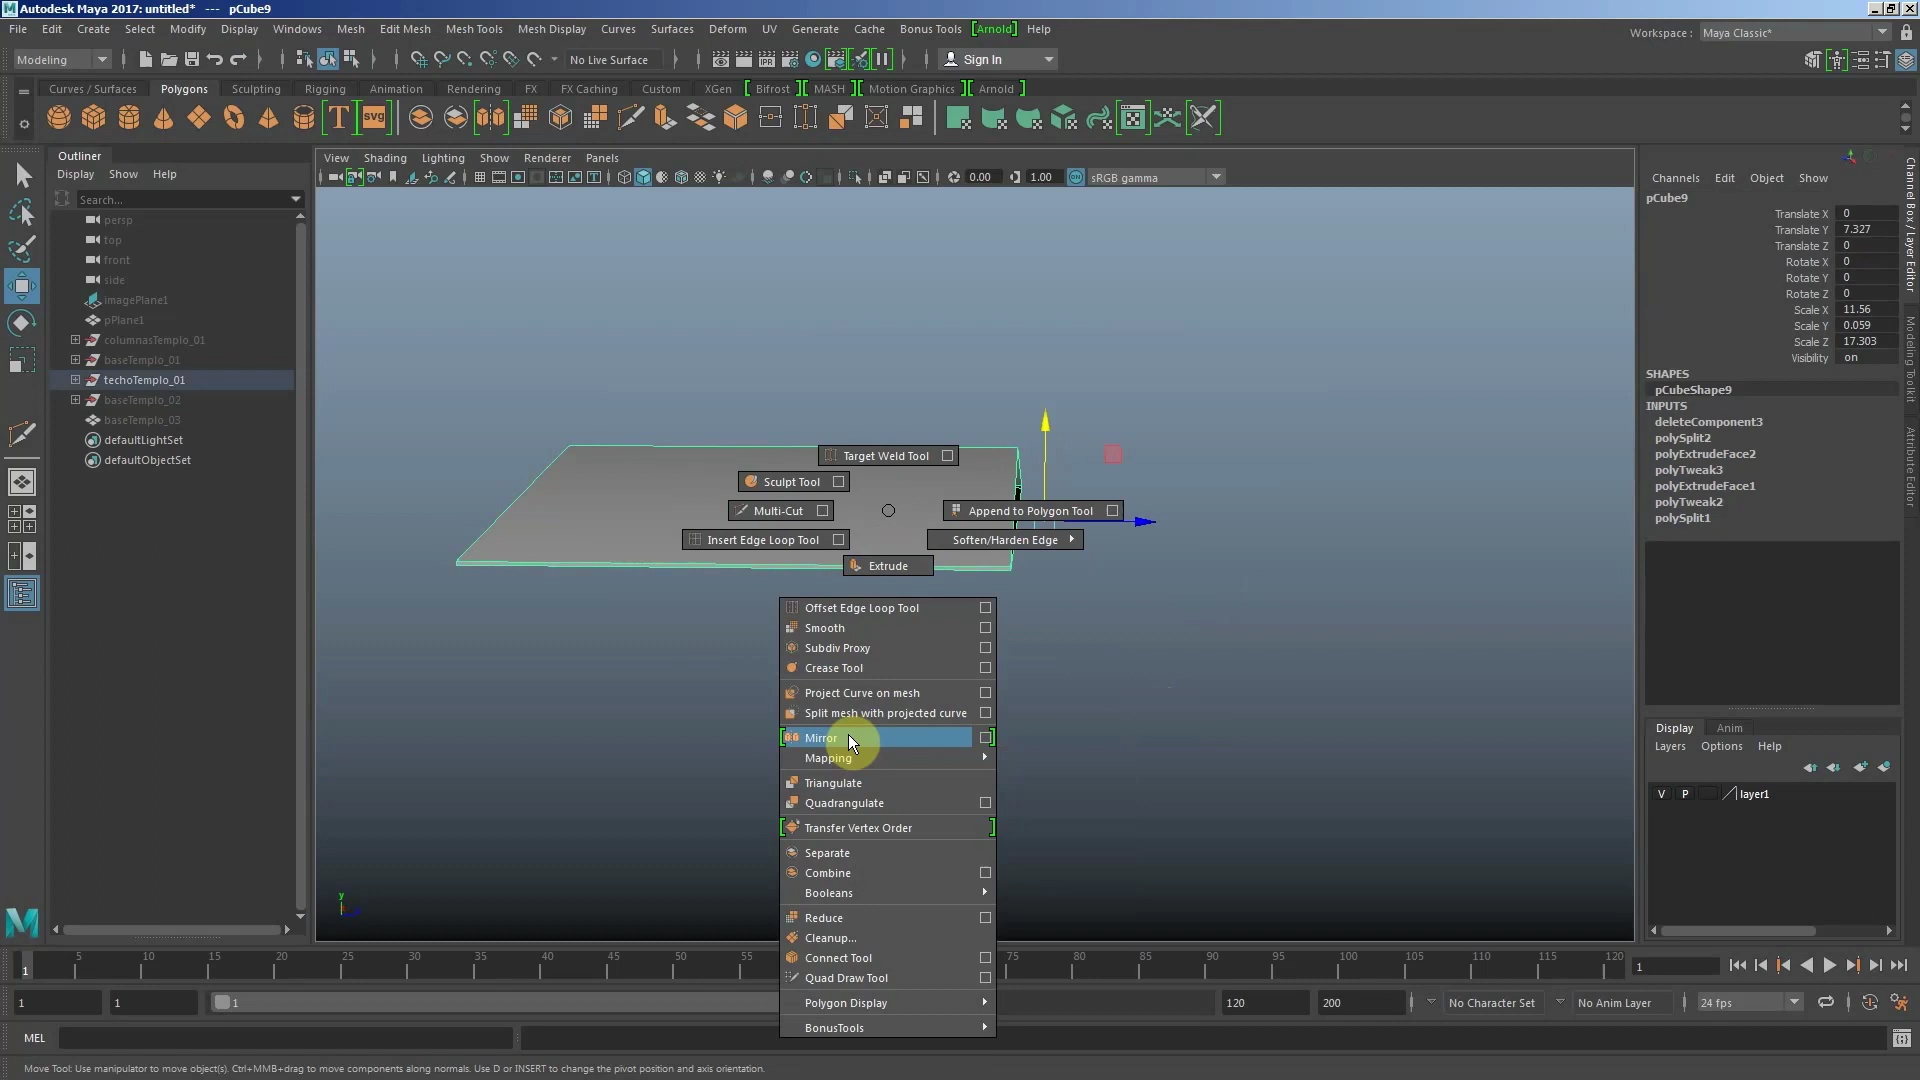 Autodesk Maya 2017: untitled* --- pCube9
File Edit Create Select Modify Display Windows Mesh Edit Mesh Mesh Tools Mesh Display Curves Surfaces Deform UV Generate Cache Bonus Tools [Arnold] Help
Workspace : Maya Classic*
Modeling No Live Surface Sign In
Curves / Surfaces Polygons Sculpting Rigging Animation Rendering FX FX Caching Custom XGen Bifrost MASH Motion Graphics Arnold
IPR
T svg
Outliner
Display Show Help
Search...
persp
top
front
side
imagePlane1
pPlane1
columnasTemplo_01
baseTemplo_01
techoTemplo_01
baseTemplo_02
baseTemplo_03
defaultLightSet
defaultObjectSet
View Shading Lighting Show Renderer Panels
0.00 1.00 sRGB gamma
Target Weld Tool
Sculpt Tool
Multi-Cut Append to Polygon Tool
Insert Edge Loop Tool Soften/Harden Edge
Extrude
Offset Edge Loop Tool
Smooth
Subdiv Proxy
Crease Tool
Project Curve on mesh
Split mesh with projected curve
Mirror
Mapping
Triangulate
Quadrangulate
Transfer Vertex Order
Separate
Combine
Booleans
Reduce
Cleanup...
Connect Tool
Quad Draw Tool
Polygon Display
BonusTools
y
Channels Edit Object Show
pCube9
Translate X 0
Translate Y 7.327
Translate Z 0
Rotate X 0
Rotate Y 0
Rotate Z 0
Scale X 11.56
Scale Y 0.059
Scale Z 17.303
Visibility on
SHAPES
pCubeShape9
INPUTS
deleteComponent3
polySplit2
polyExtrudeFace2
polyTweak3
polyExtrudeFace1
polyTweak2
polySplit1
Channel Box / Layer Editor
Modeling Toolkit
Attribute Editor
Display Anim
Layers Options Help
V P layer1
1 5 10 15 20 25 30 35 40 45 50 55 75 80 85 90 95 100 105 110 115 120
1
1 1 1 120 200 No Character Set No Anim Layer 24 fps
MEL
Move Tool: Use manipulator to move object(s). Ctrl+MMB+drag to move components along normals. Use D or INSERT to change the pivot position and axis orientation.